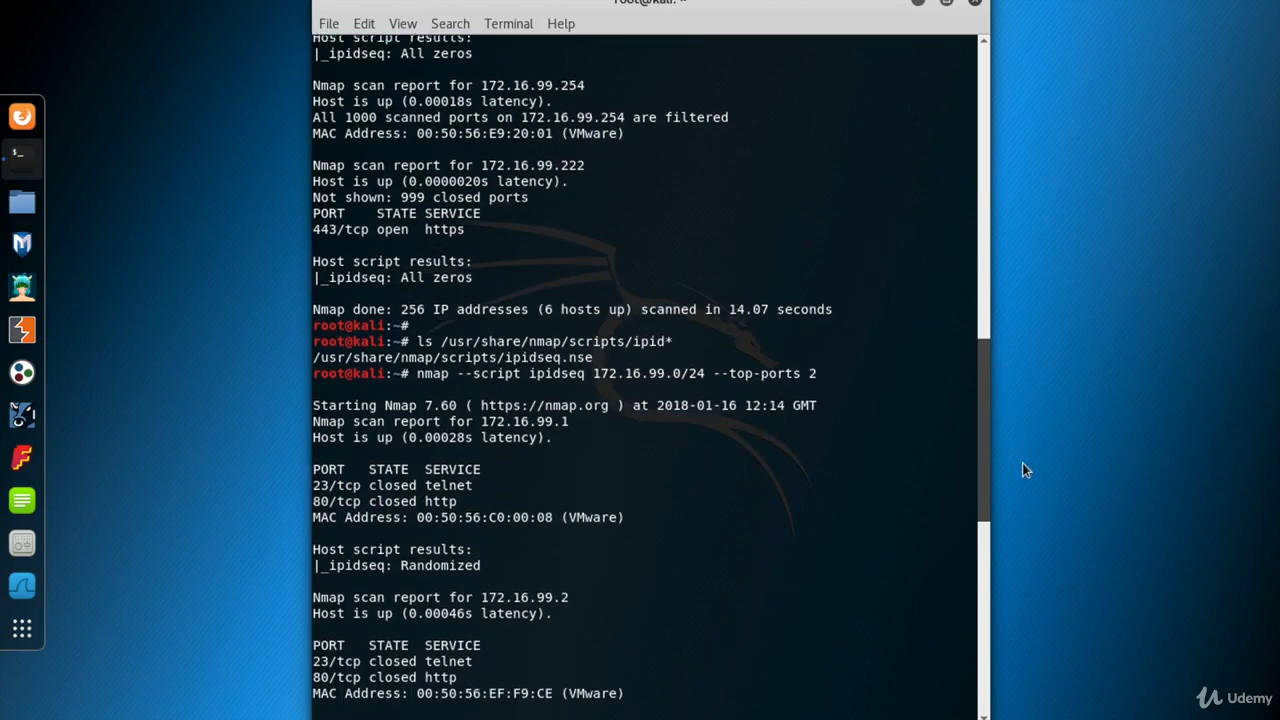 root@kali: ~
File Edit View Search Terminal Help
Host script results:
|_ipidseq: All zeros
Nmap scan report for 172.16.99.254
Host is up (0.00018s latency).
All 1000 scanned ports on 172.16.99.254 are filtered
MAC Address: 00:50:56:E9:20:01 (VMware)
Nmap scan report for 172.16.99.222
Host is up (0.0000020s latency).
Not shown: 999 closed ports
PORT    STATE SERVICE
443/tcp open  https
Host script results:
|_ipidseq: All zeros
Nmap done: 256 IP addresses (6 hosts up) scanned in 14.07 seconds
root@kali:~#
root@kali:~# ls /usr/share/nmap/scripts/ipid*
/usr/share/nmap/scripts/ipidseq.nse
root@kali:~# nmap --script ipidseq 172.16.99.0/24 --top-ports 2
Starting Nmap 7.60 ( https://nmap.org ) at 2018-01-16 12:14 GMT
Nmap scan report for 172.16.99.1
Host is up (0.00028s latency).
PORT   STATE  SERVICE
23/tcp closed telnet
80/tcp closed http
MAC Address: 00:50:56:C0:00:08 (VMware)
Host script results:
|_ipidseq: Randomized
Nmap scan report for 172.16.99.2
Host is up (0.00046s latency).
PORT   STATE  SERVICE
23/tcp closed telnet
80/tcp closed http
MAC Address: 00:50:56:EF:F9:CE (VMware)
Udemy